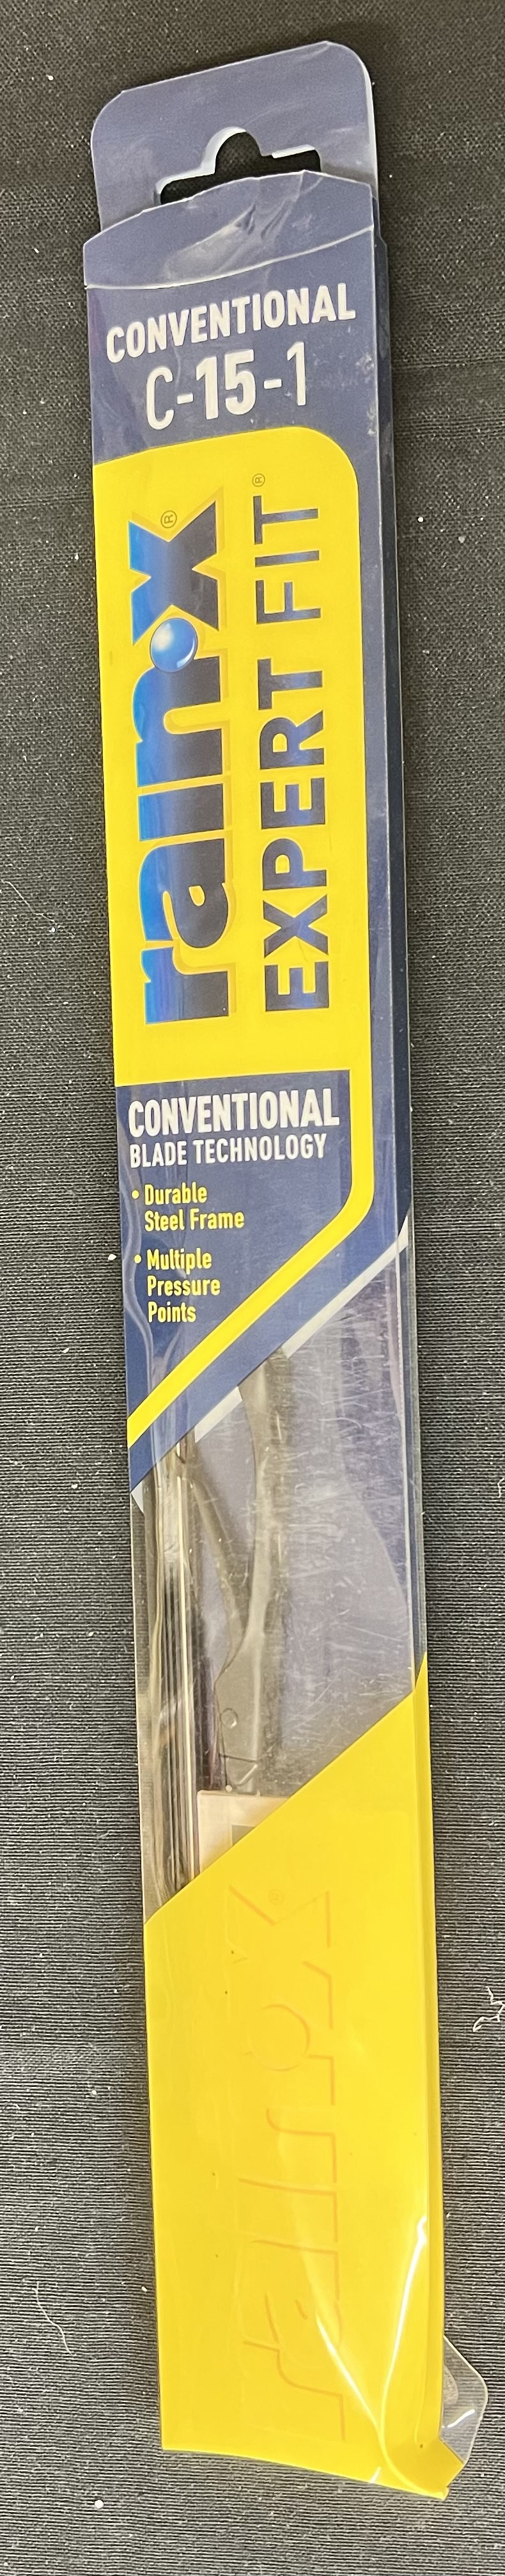 CONVENTIONAL
C-15-1
rain·x®
EXPERT FIT®
CONVENTIONAL
BLADE TECHNOLOGY
• Durable
Steel Frame
• Multiple
Pressure
Points
rain·x®